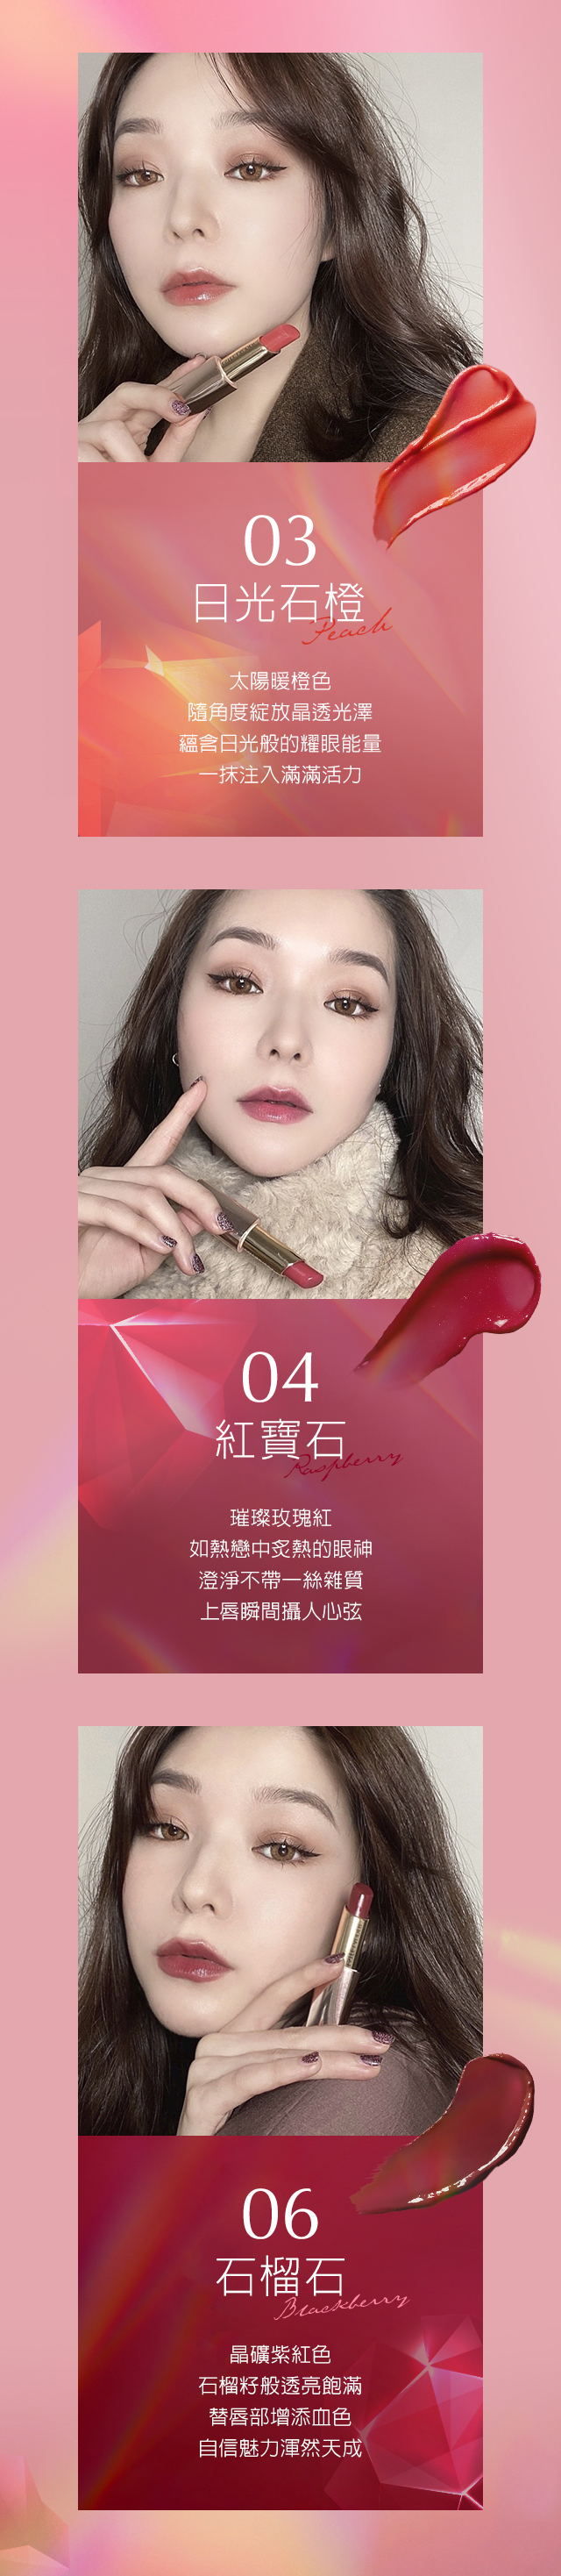 03
日光石橙
Peach
太陽暖橙色
隨角度綻放晶透光澤
蘊含日光般的耀眼能量
一抹注入滿滿活力
04
紅寶石
Raspberry
璀璨玫瑰紅
如熱戀中炙熱的眼神
澄淨不帶一絲雜質
上唇瞬間攝人心弦
06
石榴石
Blackberry
晶礦紫紅色
石榴籽般透亮飽滿
替唇部增添血色
自信魅力渾然天成